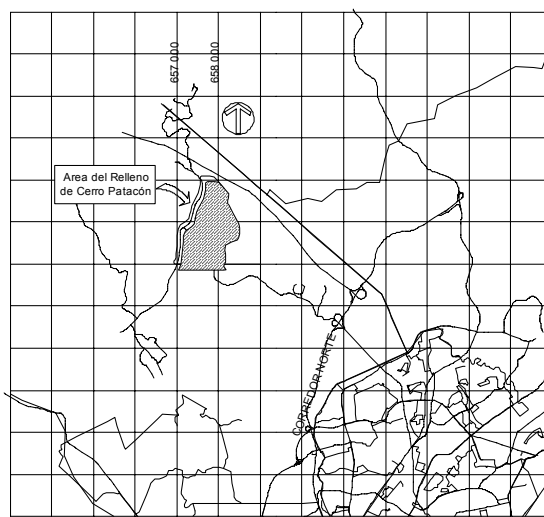 657 000
658 000
Area del Relleno
de Cerro Patacón
CORREDOR NORTE